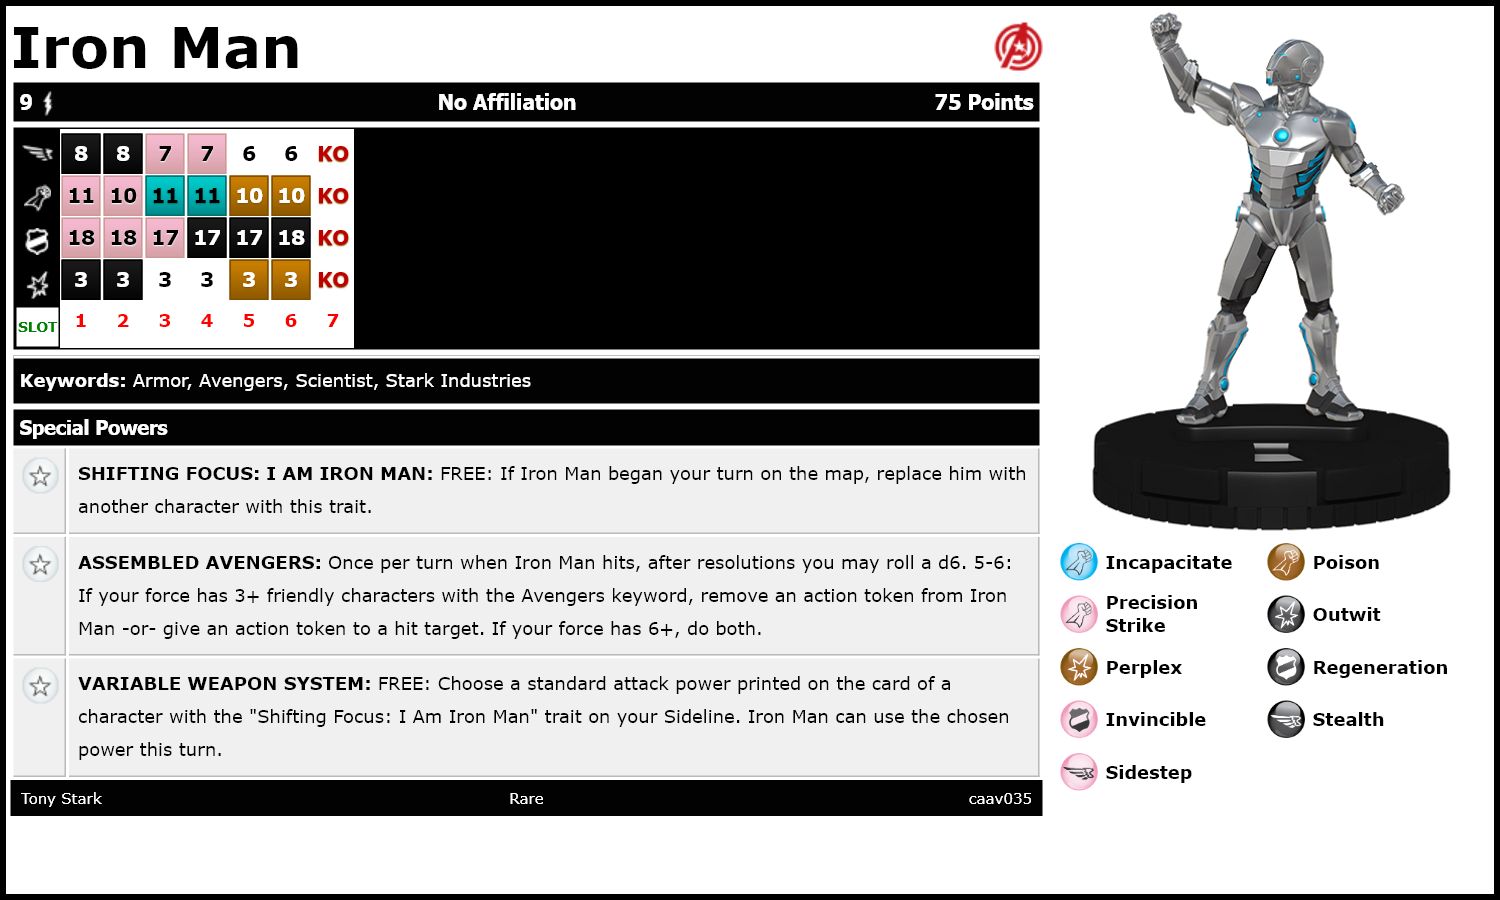 Iron Man
9 No Affiliation 75 Points
8 8 7 7 6 6 KO
11 10 11 11 10 10 KO
18 18 17 17 17 18 KO
3 3 3 3 3 3 KO
SLOT 1 2 3 4 5 6 7
Keywords: Armor, Avengers, Scientist, Stark Industries
Special Powers
SHIFTING FOCUS: I AM IRON MAN: FREE: If Iron Man began your turn on the map, replace him with
another character with this trait.
ASSEMBLED AVENGERS: Once per turn when Iron Man hits, after resolutions you may roll a d6. 5-6:
If your force has 3+ friendly characters with the Avengers keyword, remove an action token from Iron
Man -or- give an action token to a hit target. If your force has 6+, do both.
VARIABLE WEAPON SYSTEM: FREE: Choose a standard attack power printed on the card of a
character with the "Shifting Focus: I Am Iron Man" trait on your Sideline. Iron Man can use the chosen
power this turn.
Tony Stark Rare caav035
Incapacitate Poison
Precision
Strike
Outwit
Perplex Regeneration
Invincible Stealth
Sidestep